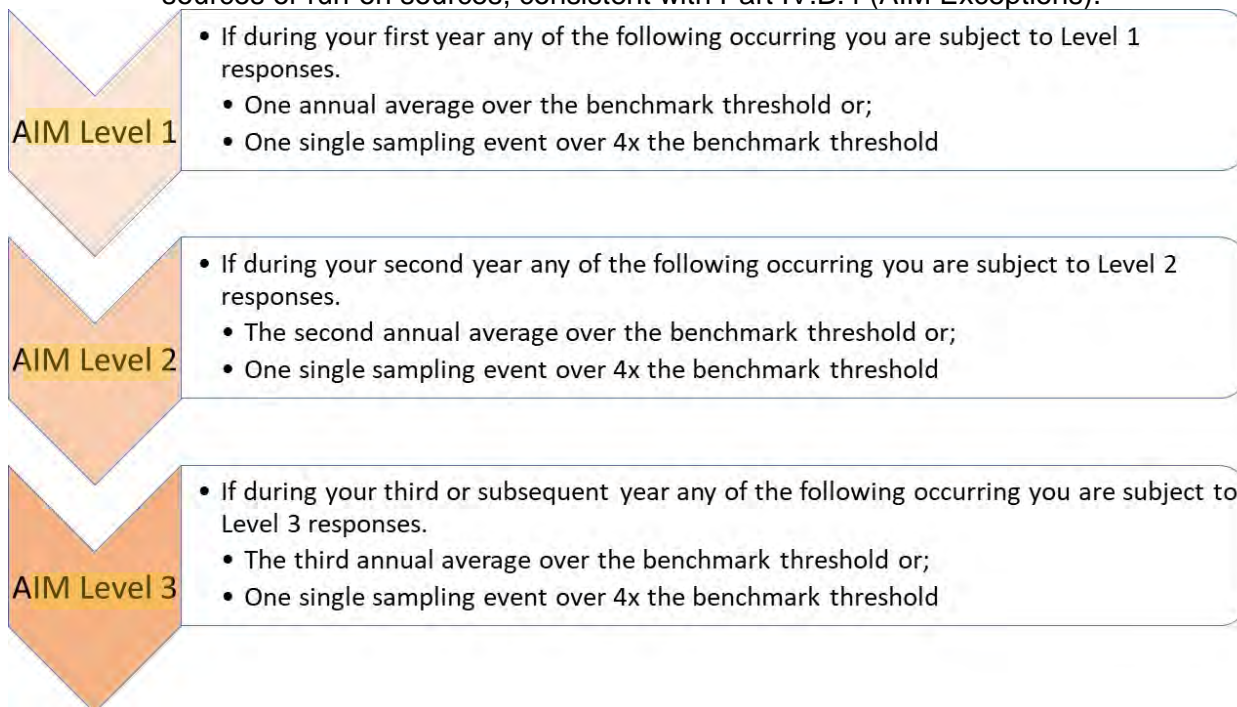 sources or run-on sources, consistent with Part IV.B.4 (AIM Exceptions).
AIM Level 1
• If during your first year any of the following occurring you are subject to Level 1
responses.
• One annual average over the benchmark threshold or;
• One single sampling event over 4x the benchmark threshold
AIM Level 2
• If during your second year any of the following occurring you are subject to Level 2
responses.
• The second annual average over the benchmark threshold or;
• One single sampling event over 4x the benchmark threshold
AIM Level 3
• If during your third or subsequent year any of the following occurring you are subject to
Level 3 responses.
• The third annual average over the benchmark threshold or;
• One single sampling event over 4x the benchmark threshold